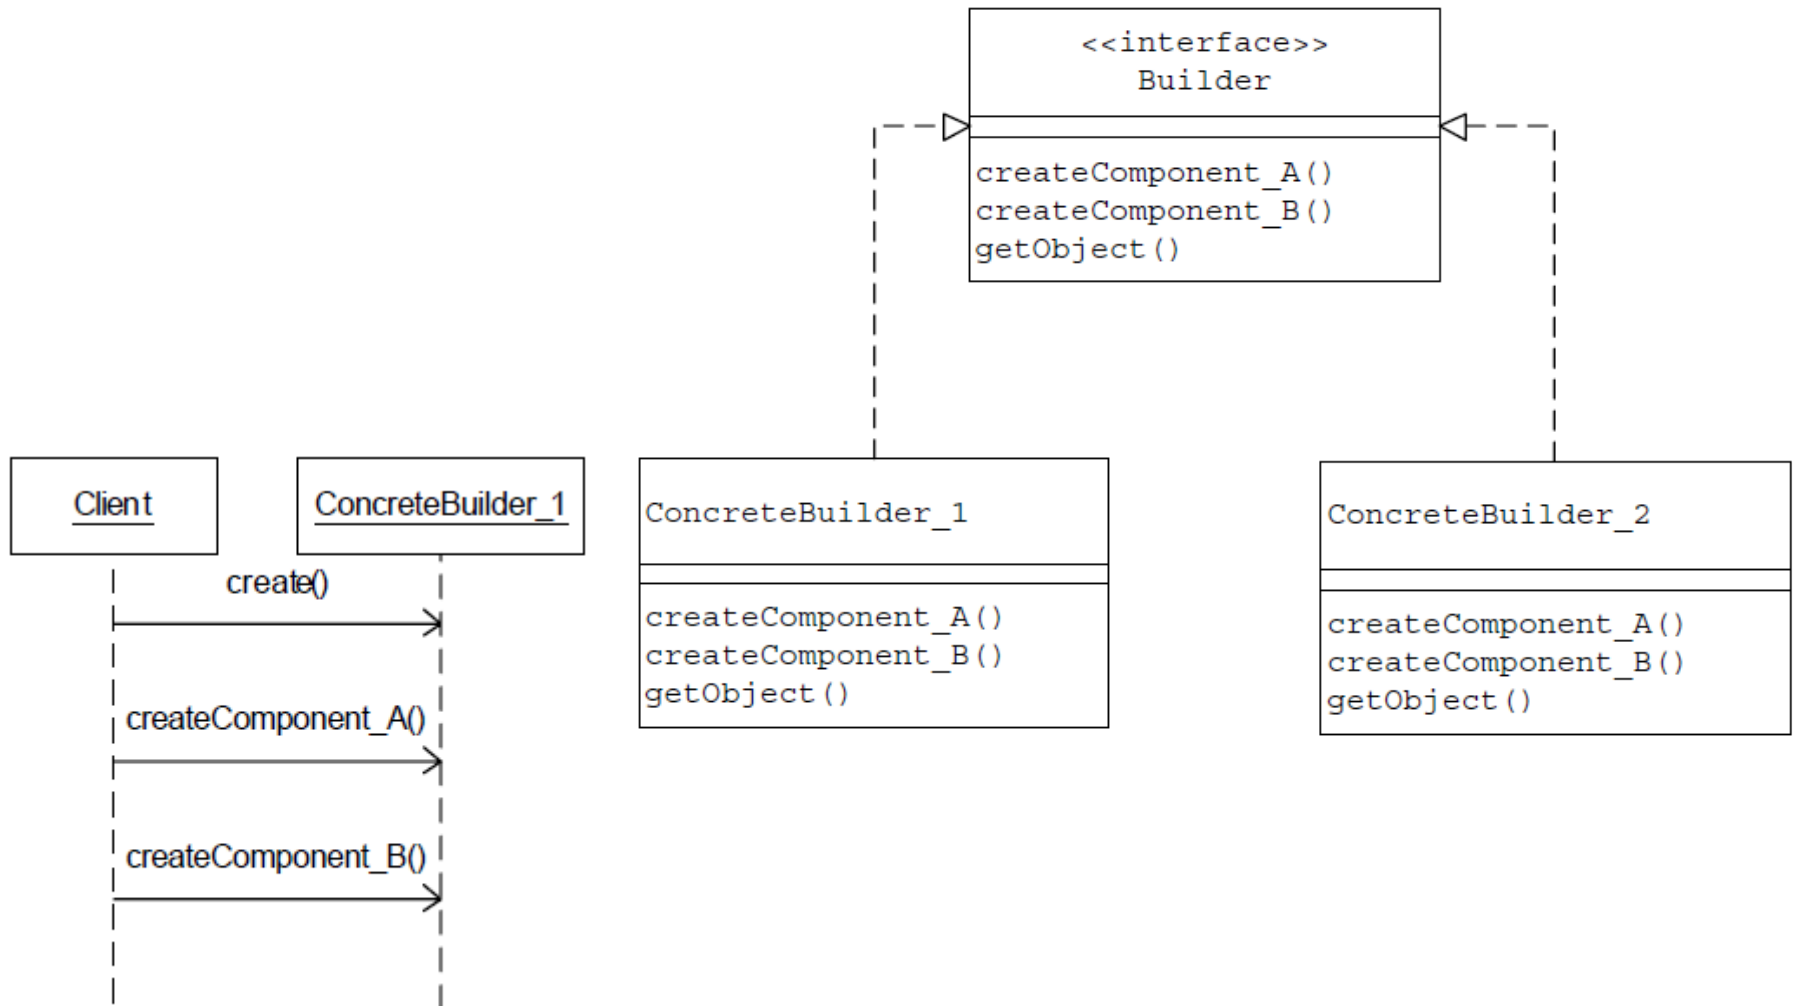 <<interface>>
Builder
createComponent_A()
createComponent_B()
getObject()
Client
ConcreteBuilder_1
create()
createComponent_A()
createComponent_B()
ConcreteBuilder_1
createComponent_A()
createComponent_B()
getObject()
ConcreteBuilder_2
createComponent_A()
createComponent_B()
getObject()